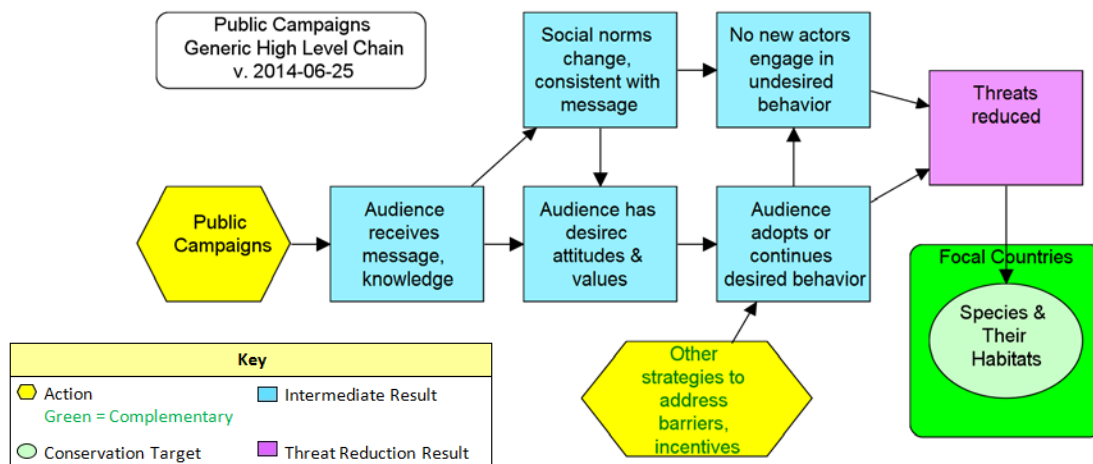 Public Campaigns
Generic High Level Chain
v. 2014-06-25
Social norms
change,
consistent with
message
No new actors
engage in
undesired
behavior
Threats
reduced
Public
Campaigns
Audience
receives
message,
knowledge
Audience has
desirec
attitudes &
values
Audience
adopts or
continues
desired behavior
Focal Countries
Species &
Their
Habitats
Other
strategies to
address
barriers,
incentives
Key
Action
Green = Complementary
Intermediate Result
Conservation Target
Threat Reduction Result